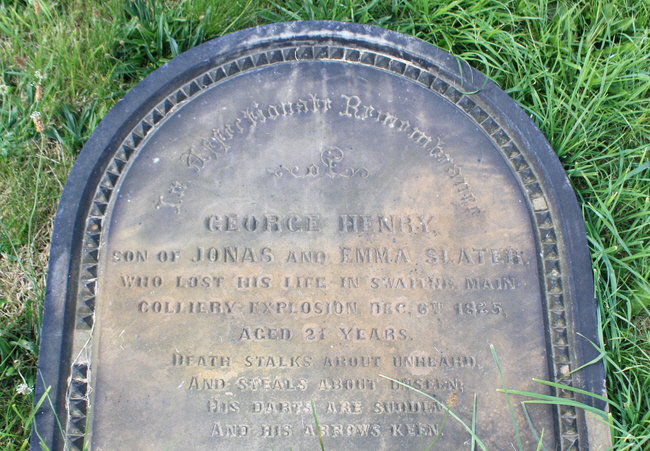 In Affectionate Remembrance
OF
GEORGE HENRY,
SON OF JONAS AND EMMA SLATER,
WHO LOST HIS LIFE IN SWAITHE MAIN
COLLIERY EXPLOSION DEC. 6TH 1875,
AGED 21 YEARS.
DEATH STALKS ABOUT UNHEARD,
AND STEALS ABOUT UNSEEN;
HIS DARTS ARE SUDDEN,
AND HIS ARROWS KEEN.